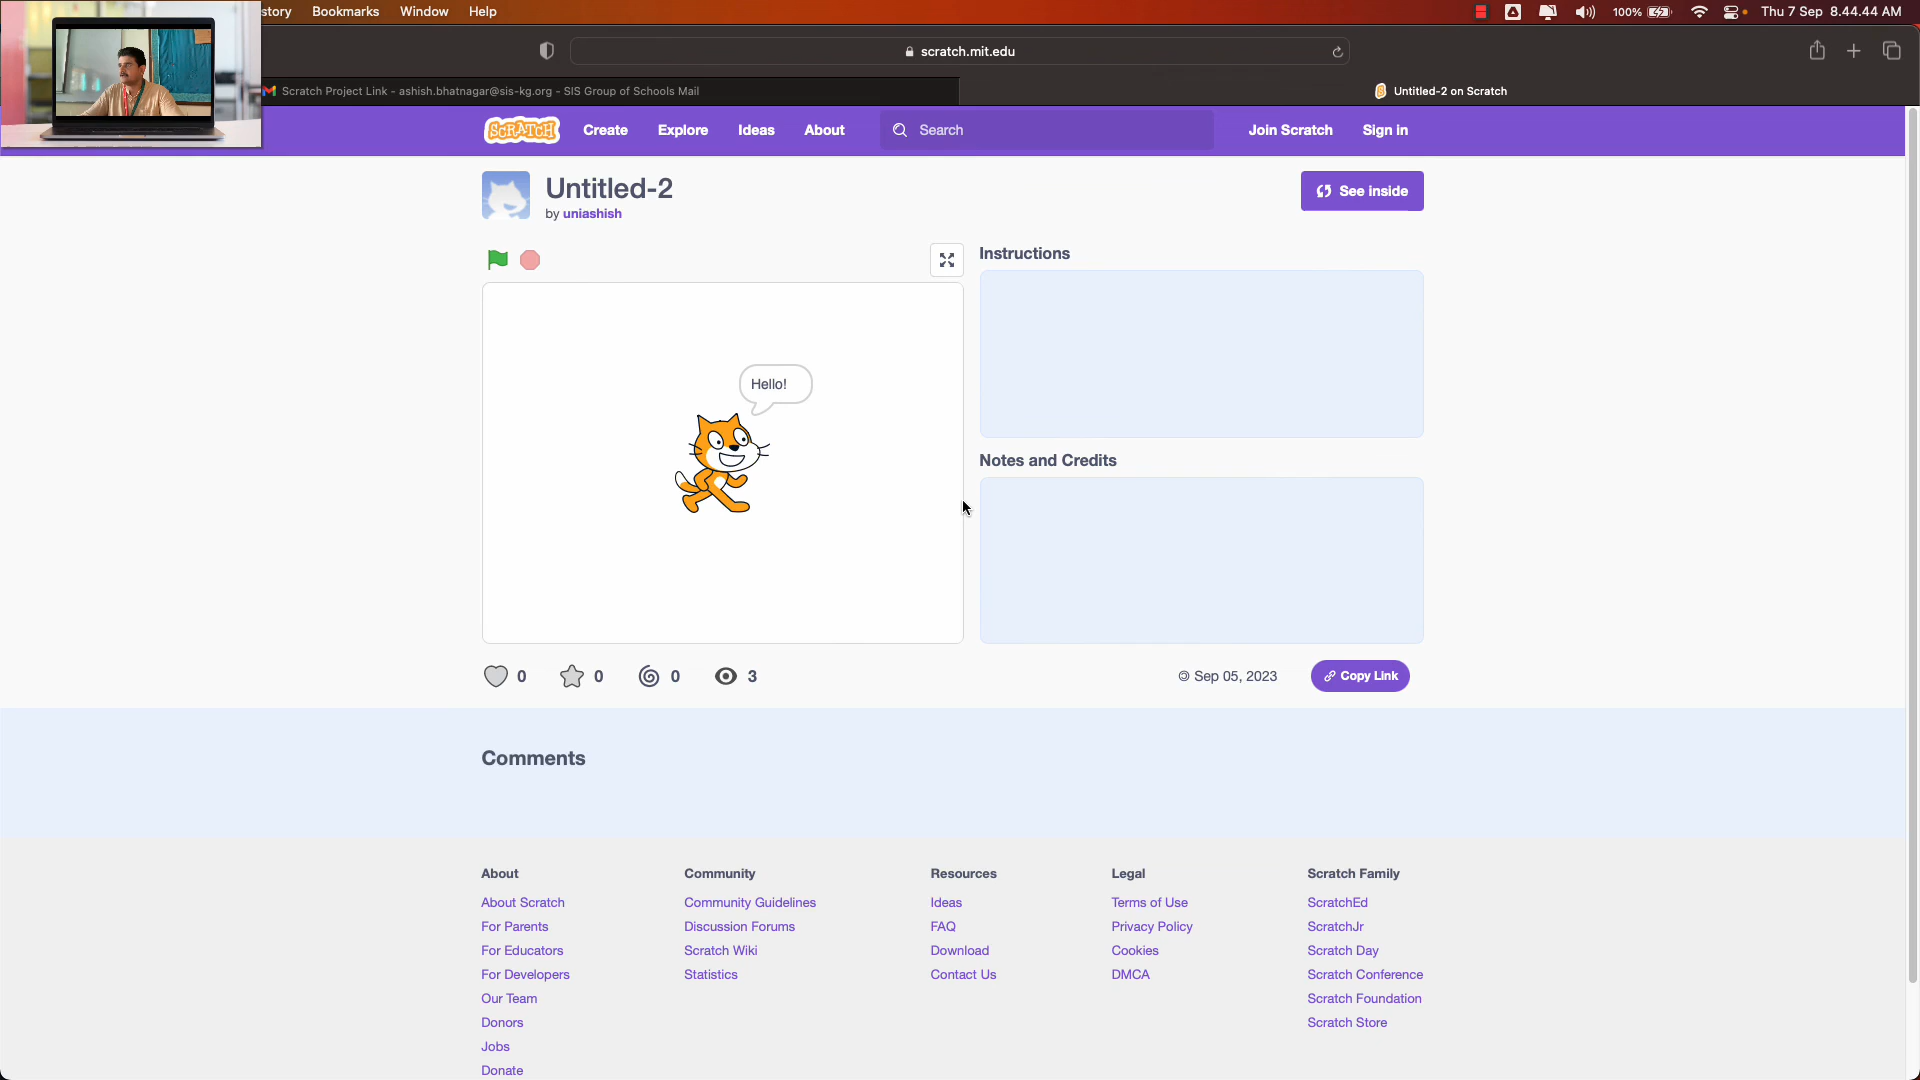 story Bookmarks Window Help 100% Thu 7 Sep 8.44.44 AM
scratch.mit.edu
Scratch Project Link - ashish.bhatnagar@sis-kg.org - SIS Group of Schools Mail
Untitled-2 on Scratch
SCRATCH Create Explore Ideas About Search Join Scratch Sign in
Untitled-2
by uniashish
See inside
Instructions
Hello!
Notes and Credits
0 0 0 3
© Sep 05, 2023
Copy Link
Comments
About
About Scratch
For Parents
For Educators
For Developers
Our Team
Donors
Jobs
Donate
Community
Community Guidelines
Discussion Forums
Scratch Wiki
Statistics
Resources
Ideas
FAQ
Download
Contact Us
Legal
Terms of Use
Privacy Policy
Cookies
DMCA
Scratch Family
ScratchEd
ScratchJr
Scratch Day
Scratch Conference
Scratch Foundation
Scratch Store